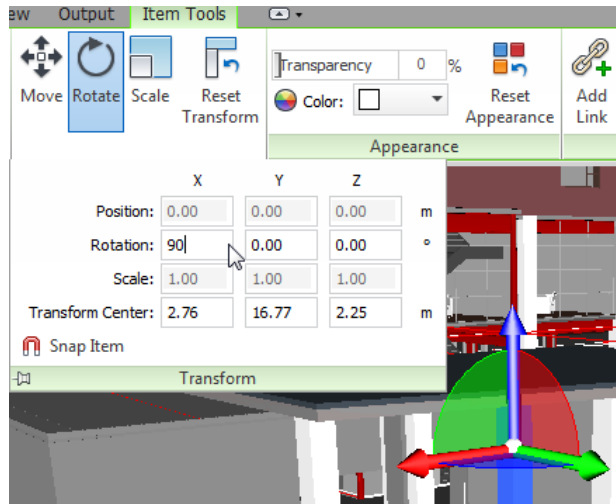 ew Output Item Tools
Move Rotate Scale Reset Transform
Transparency 0 %
Color:
Reset Appearance
Add Link
Appearance
X Y Z
Position: 0.00 0.00 0.00 m
Rotation: 90 0.00 0.00 °
Scale: 1.00 1.00 1.00
Transform Center: 2.76 16.77 2.25 m
Snap Item
Transform